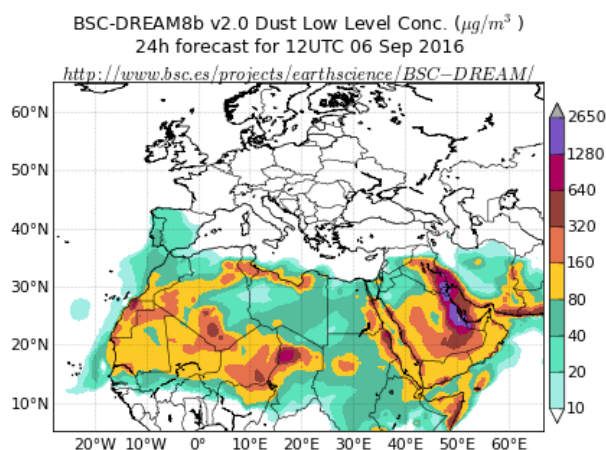 BSC-DREAM8b v2.0 Dust Low Level Conc. (μg/m³ )
24h forecast for 12UTC 06 Sep 2016
http://www.bsc.es/projects/earthscience/BSC−DREAM/
60°N
50°N
40°N
30°N
20°N
10°N
20°W 10°W 0° 10°E 20°E 30°E 40°E 50°E 60°E
2650
1280
640
320
160
80
40
20
10